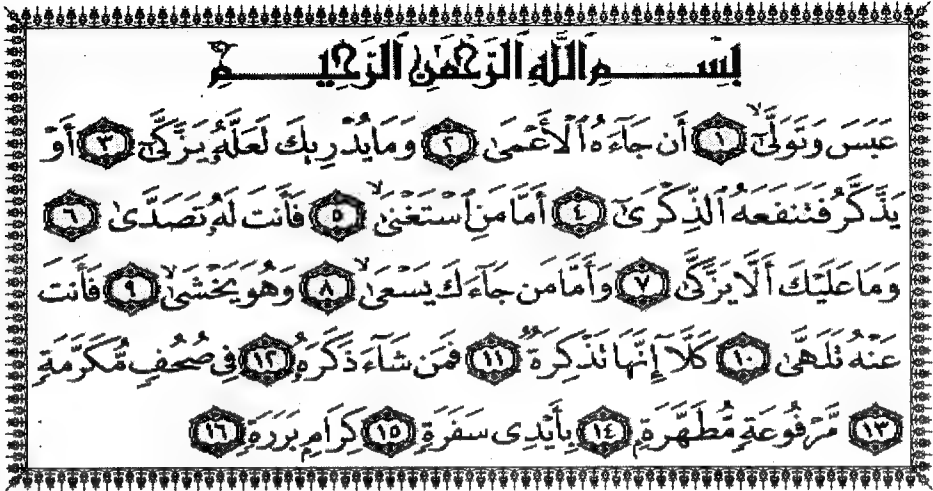 بِسْمِ ٱللَّهِ ٱلرَّحْمَٰنِ ٱلرَّحِيمِ
عَبَسَ وَتَوَلَّىٰٓ ١ أَن جَآءَهُ ٱلْأَعْمَىٰ ٢ وَمَا يُدْرِيكَ لَعَلَّهُۥ يَزَّكَّىٰٓ ٣ أَوْ
يَذَّكَّرُ فَتَنفَعَهُ ٱلذِّكْرَىٰٓ ٤ أَمَّا مَنِ ٱسْتَغْنَىٰ ٥ فَأَنتَ لَهُۥ تَصَدَّىٰ ٦
وَمَا عَلَيْكَ أَلَّا يَزَّكَّىٰ ٧ وَأَمَّا مَن جَآءَكَ يَسْعَىٰ ٨ وَهُوَ يَخْشَىٰ ٩ فَأَنتَ
عَنْهُ تَلَهَّىٰ ١٠ كَلَّآ إِنَّهَا تَذْكِرَةٌ ١١ فَمَن شَآءَ ذَكَرَهُۥ ١٢ فِى صُحُفٍ مُّكَرَّمَةٍ
١٣ مَّرْفُوعَةٍ مُّطَهَّرَةٍۭ ١٤ بِأَيْدِى سَفَرَةٍ ١٥ كِرَامٍۭ بَرَرَةٍ ١٦